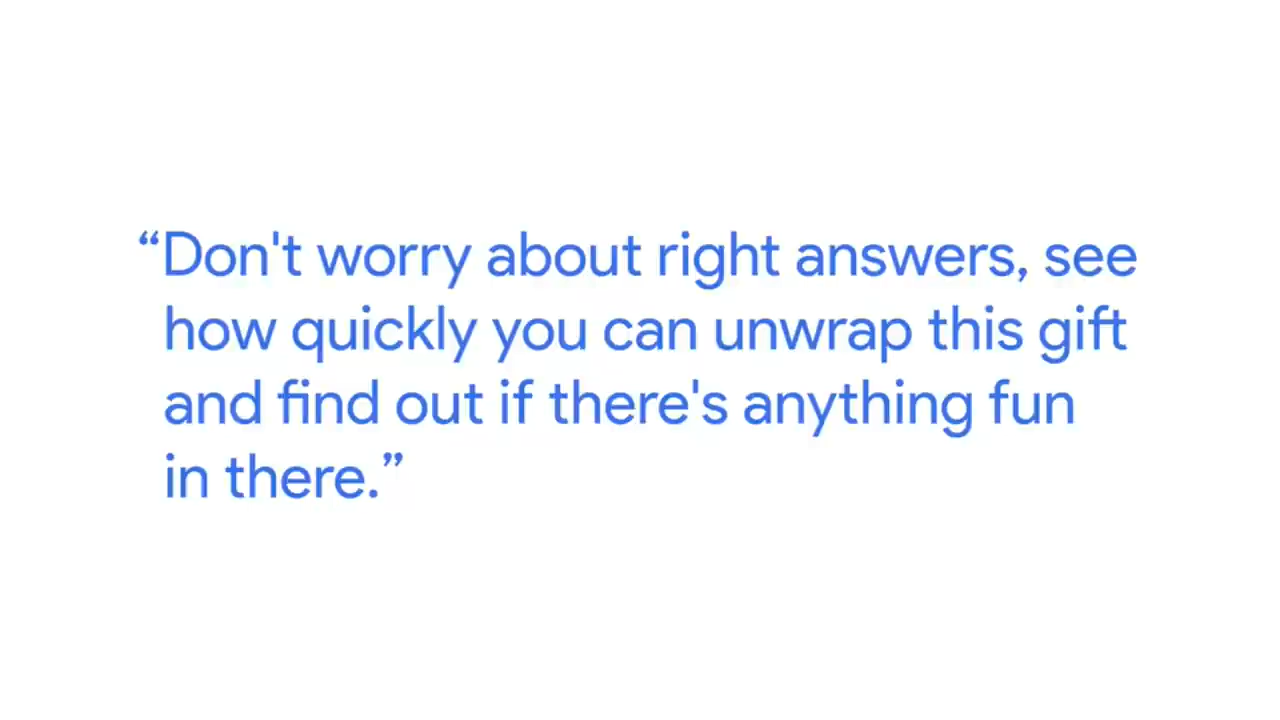 “Don't worry about right answers, see
how quickly you can unwrap this gift
and find out if there's anything fun
in there.”